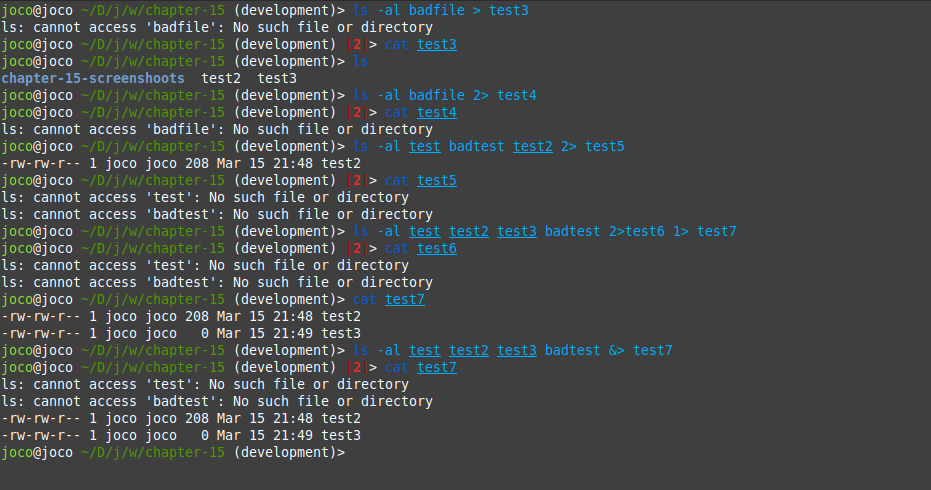 joco@joco ~/D/j/w/chapter-15 (development)> ls -al badfile > test3
ls: cannot access 'badfile': No such file or directory
joco@joco ~/D/j/w/chapter-15 (development) [2]> cat test3
joco@joco ~/D/j/w/chapter-15 (development)> ls
chapter-15-screenshoots  test2  test3
joco@joco ~/D/j/w/chapter-15 (development)> ls -al badfile 2> test4
joco@joco ~/D/j/w/chapter-15 (development) [2]> cat test4
ls: cannot access 'badfile': No such file or directory
joco@joco ~/D/j/w/chapter-15 (development)> ls -al test badtest test2 2> test5
-rw-rw-r-- 1 joco joco 208 Mar 15 21:48 test2
joco@joco ~/D/j/w/chapter-15 (development) [2]> cat test5
ls: cannot access 'test': No such file or directory
ls: cannot access 'badtest': No such file or directory
joco@joco ~/D/j/w/chapter-15 (development)> ls -al test test2 test3 badtest 2>test6 1> test7
joco@joco ~/D/j/w/chapter-15 (development) [2]> cat test6
ls: cannot access 'test': No such file or directory
ls: cannot access 'badtest': No such file or directory
joco@joco ~/D/j/w/chapter-15 (development)> cat test7
-rw-rw-r-- 1 joco joco 208 Mar 15 21:48 test2
-rw-rw-r-- 1 joco joco   0 Mar 15 21:49 test3
joco@joco ~/D/j/w/chapter-15 (development)> ls -al test test2 test3 badtest &> test7
joco@joco ~/D/j/w/chapter-15 (development) [2]> cat test7
ls: cannot access 'test': No such file or directory
ls: cannot access 'badtest': No such file or directory
-rw-rw-r-- 1 joco joco 208 Mar 15 21:48 test2
-rw-rw-r-- 1 joco joco   0 Mar 15 21:49 test3
joco@joco ~/D/j/w/chapter-15 (development)>